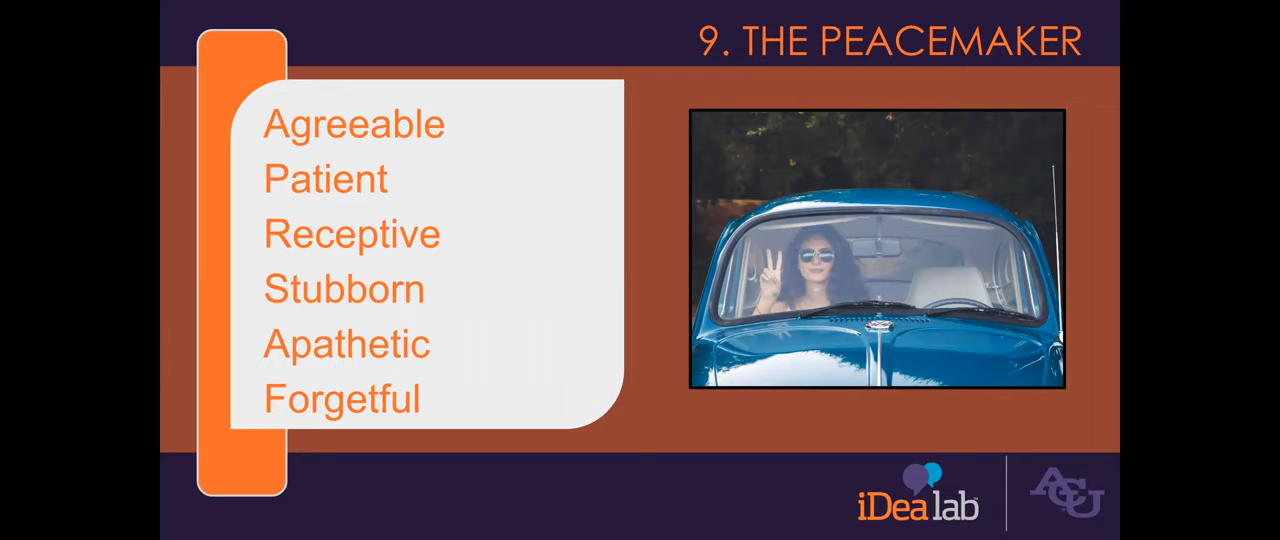 9. THE PEACEMAKER
Agreeable
Patient
Receptive
Stubborn
Apathetic
Forgetful
iDea lab
ACU